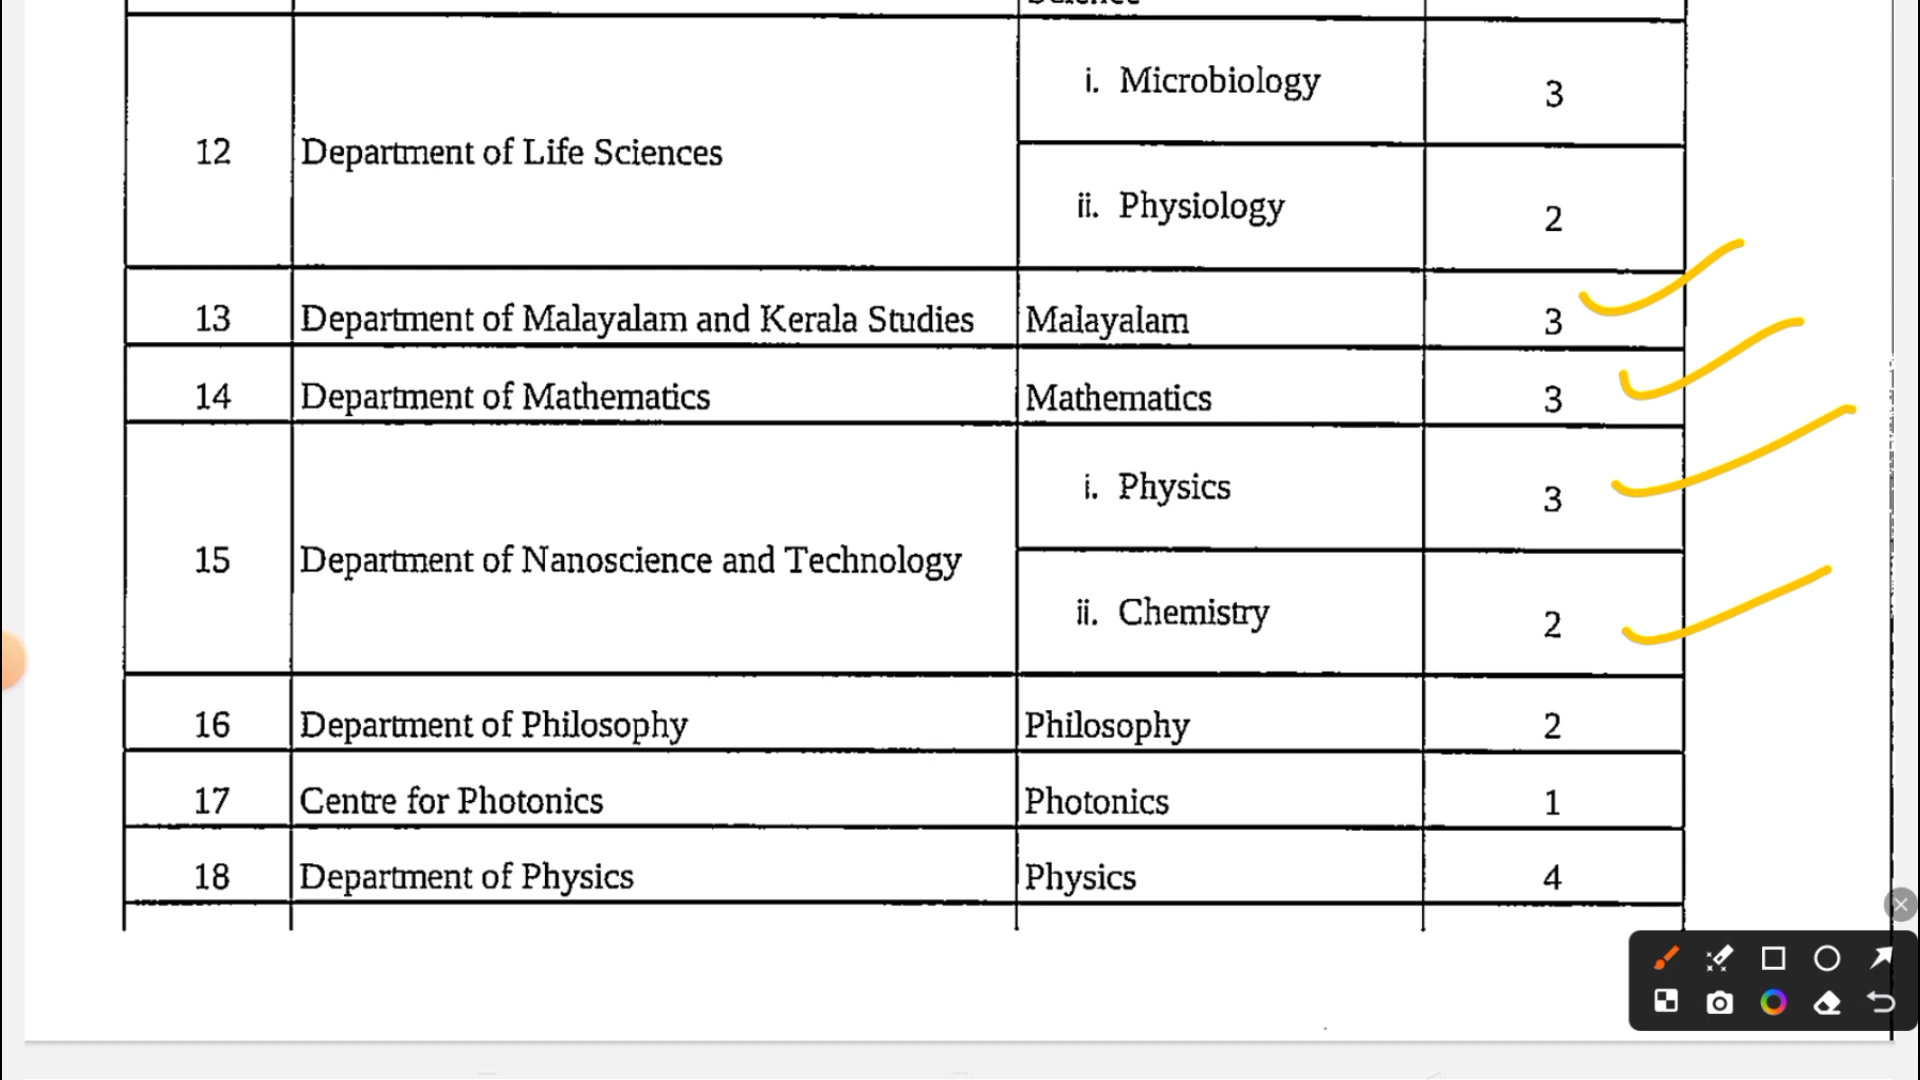 i. Microbiology 3
12 Department of Life Sciences
ii. Physiology 2
13 Department of Malayalam and Kerala Studies Malayalam 3
14 Department of Mathematics Mathematics 3
i. Physics 3
15 Department of Nanoscience and Technology
ii. Chemistry 2
16 Department of Philosophy Philosophy 2
17 Centre for Photonics Photonics 1
18 Department of Physics Physics 4